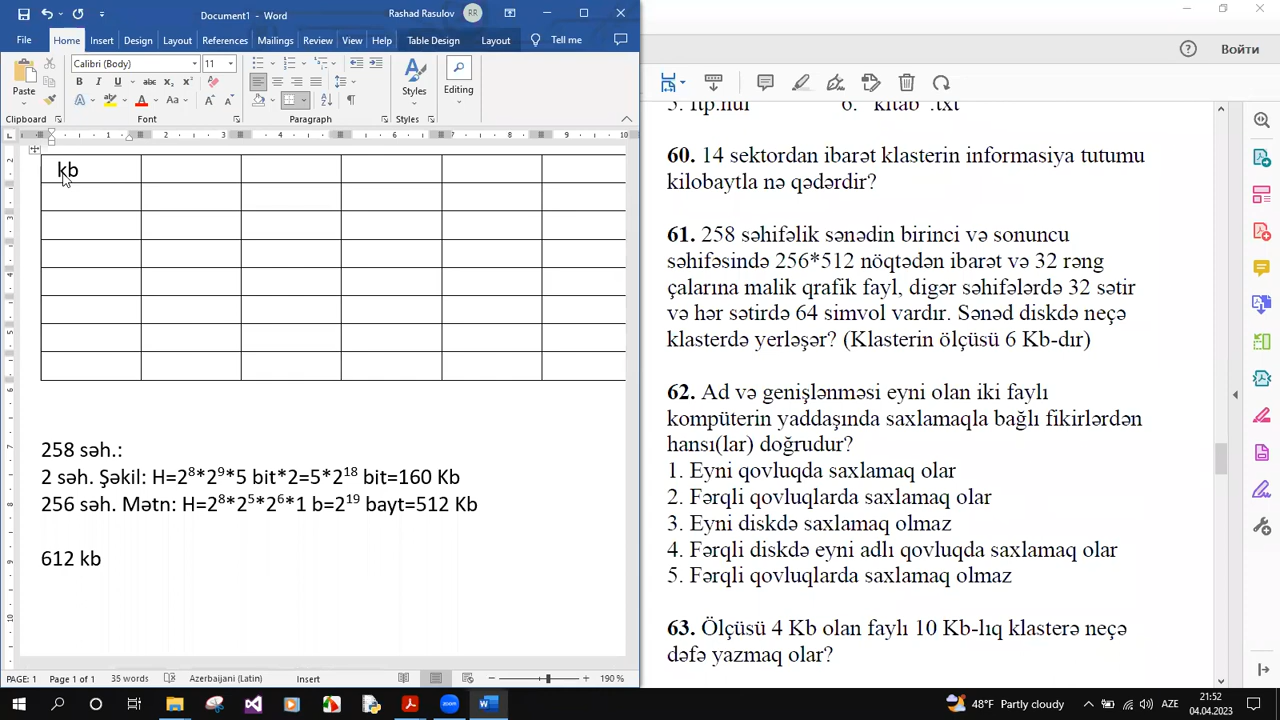 Document1 - Word
Rashad Rasulov
RR
File Home Insert Design Layout References Mailings Review View Help Table Design Layout Tell me
Paste
Calibri (Body) 11
Styles
Editing
Clipboard
Font
Paragraph
Styles
kb
258 səh.:
2 səh. Şəkil: H=2⁸*2⁹*5 bit*2=5*2¹⁸ bit=160 Kb
256 səh. Mətn: H=2⁸*2⁵*2⁶*1 b=2¹⁹ bayt=512 Kb
612 kb
PAGE: 1 Page 1 of 1 35 words Azerbaijani (Latin) Insert 190 %
Войти
5. ftp.nur 6. kitab .txt
60. 14 sektordan ibarət klasterin informasiya tutumu
kilobaytla nə qədərdir?
61. 258 səhifəlik sənədin birinci və sonuncu
səhifəsində 256*512 nöqtədən ibarət və 32 rəng
çalarına malik qrafik fayl, digər səhifələrdə 32 sətir
və hər sətirdə 64 simvol vardır. Sənəd diskdə neçə
klasterdə yerləşər? (Klasterin ölçüsü 6 Kb-dır)
62. Ad və genişlənməsi eyni olan iki faylı
kompüterin yaddaşında saxlamaqla bağlı fikirlərdən
hansı(lar) doğrudur?
1. Eyni qovluqda saxlamaq olar
2. Fərqli qovluqlarda saxlamaq olar
3. Eyni diskdə saxlamaq olmaz
4. Fərqli diskdə eyni adlı qovluqda saxlamaq olar
5. Fərqli qovluqlarda saxlamaq olmaz
63. Ölçüsü 4 Kb olan faylı 10 Kb-lıq klasterə neçə
dəfə yazmaq olar?
48°F Partly cloudy
AZE
21:52
04.04.2023